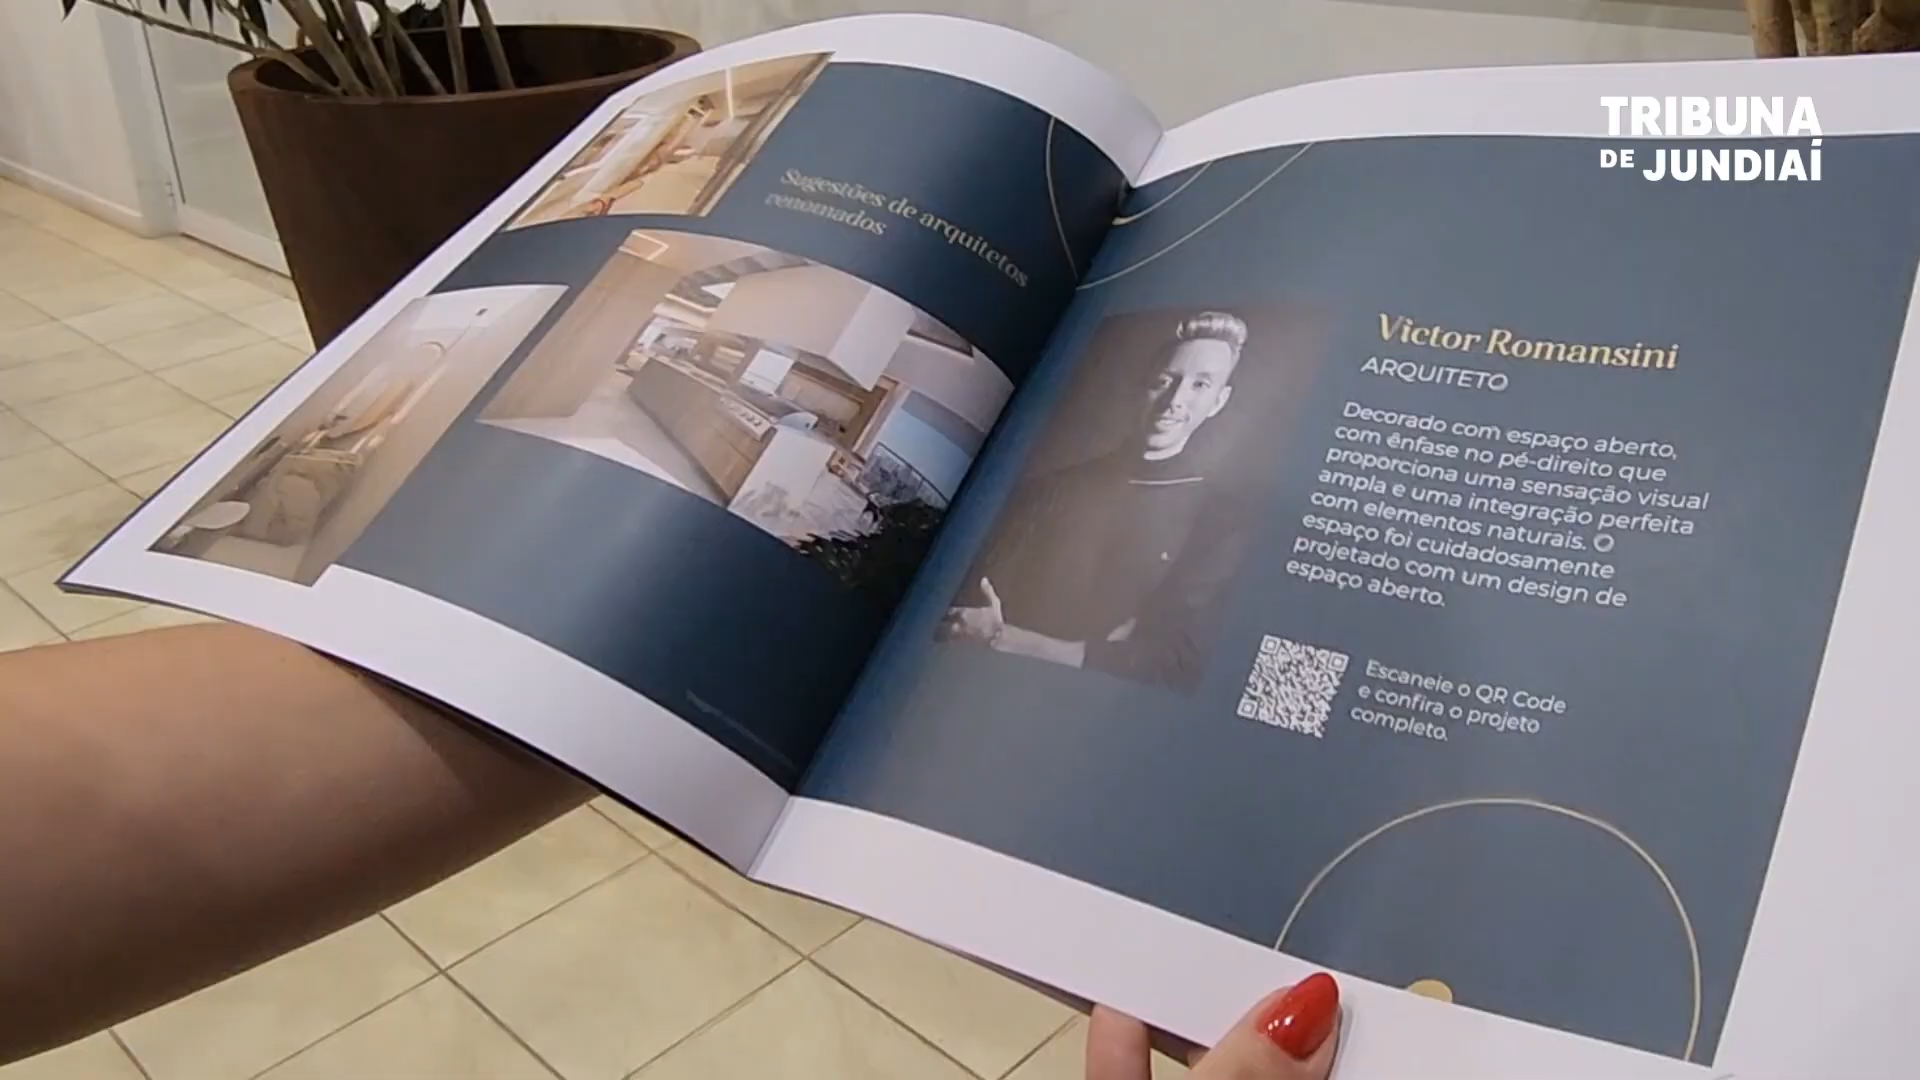 TRIBUNA
DE JUNDIAÍ
Sugestões de arquitetos
renomados
Victor Romansini
ARQUITETO
Decorado com espaço aberto,
com ênfase no pé-direito que
proporciona uma sensação visual
ampla e uma integração perfeita
com elementos naturais. O
espaço foi cuidadosamente
projetado com um design de
espaço aberto.
Escaneie o QR Code
e confira o projeto
completo.